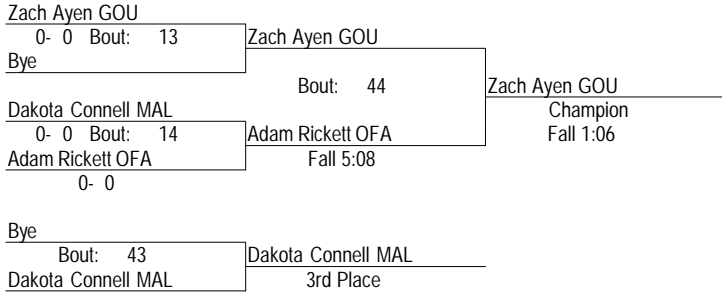 Zach Ayen GOU
0- 0 Bout: 13
Zach Ayen GOU
Bye
Bout: 44
Zach Ayen GOU
Dakota Connell MAL
Champion
0- 0 Bout: 14
Adam Rickett OFA
Fall 1:06
Adam Rickett OFA
Fall 5:08
0- 0
Bye
Bout: 43
Dakota Connell MAL
Dakota Connell MAL
3rd Place